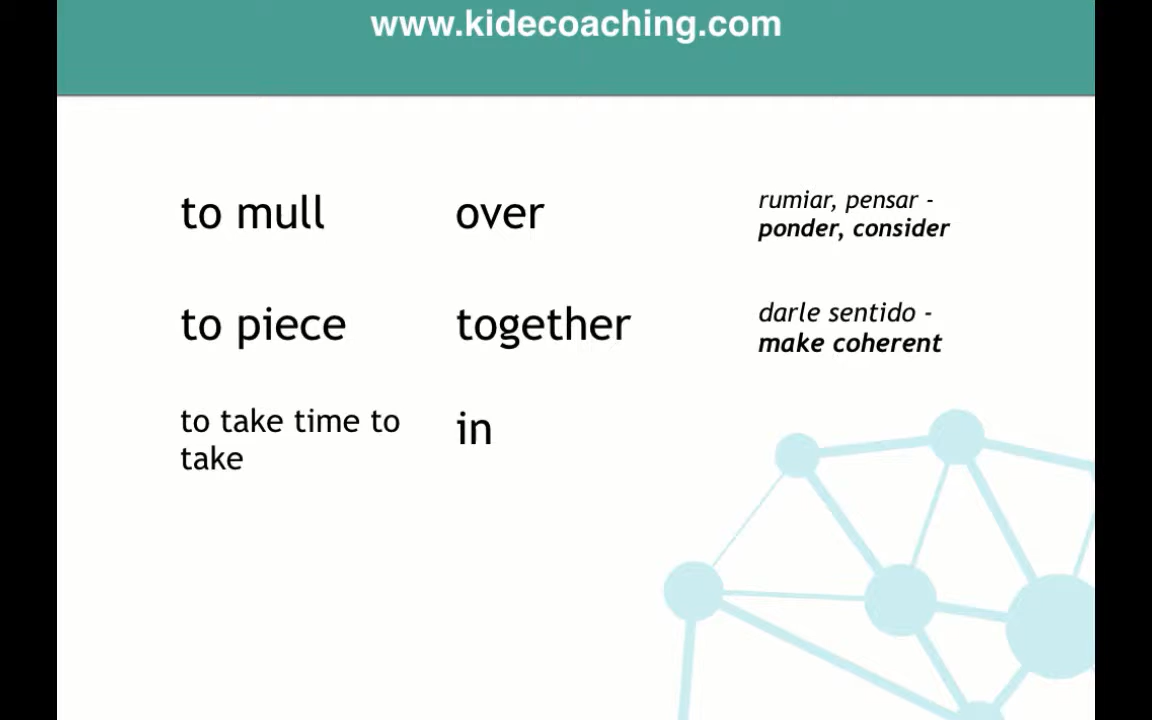 www.kidecoaching.com
to mull over rumiar, pensar -
ponder, consider
to piece together darle sentido -
make coherent
to take time to in
take